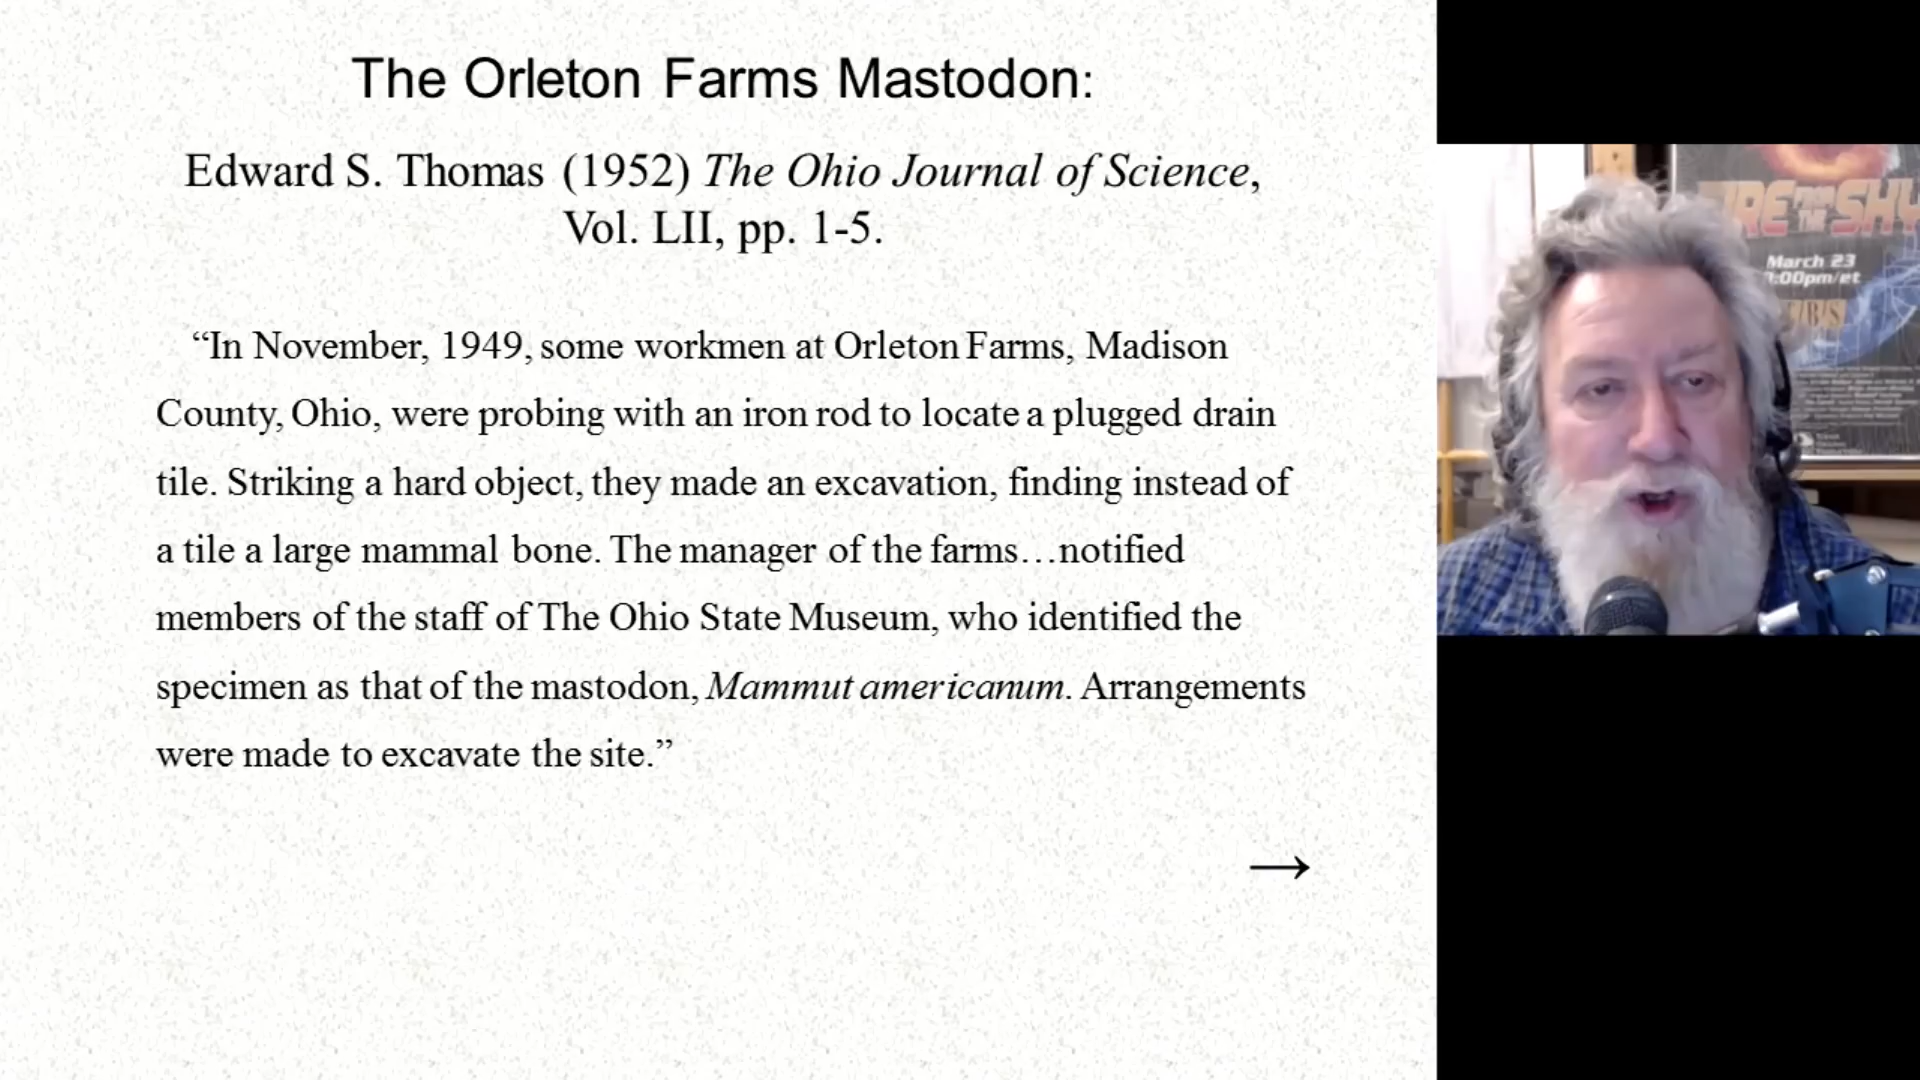 The Orleton Farms Mastodon:
Edward S. Thomas (1952) The Ohio Journal of Science,
Vol. LII, pp. 1-5.
“In November, 1949, some workmen at Orleton Farms, Madison
County, Ohio, were probing with an iron rod to locate a plugged drain
tile. Striking a hard object, they made an excavation, finding instead of
a tile a large mammal bone. The manager of the farms…notified
members of the staff of The Ohio State Museum, who identified the
specimen as that of the mastodon, Mammut americanum. Arrangements
were made to excavate the site.”
→
March 23